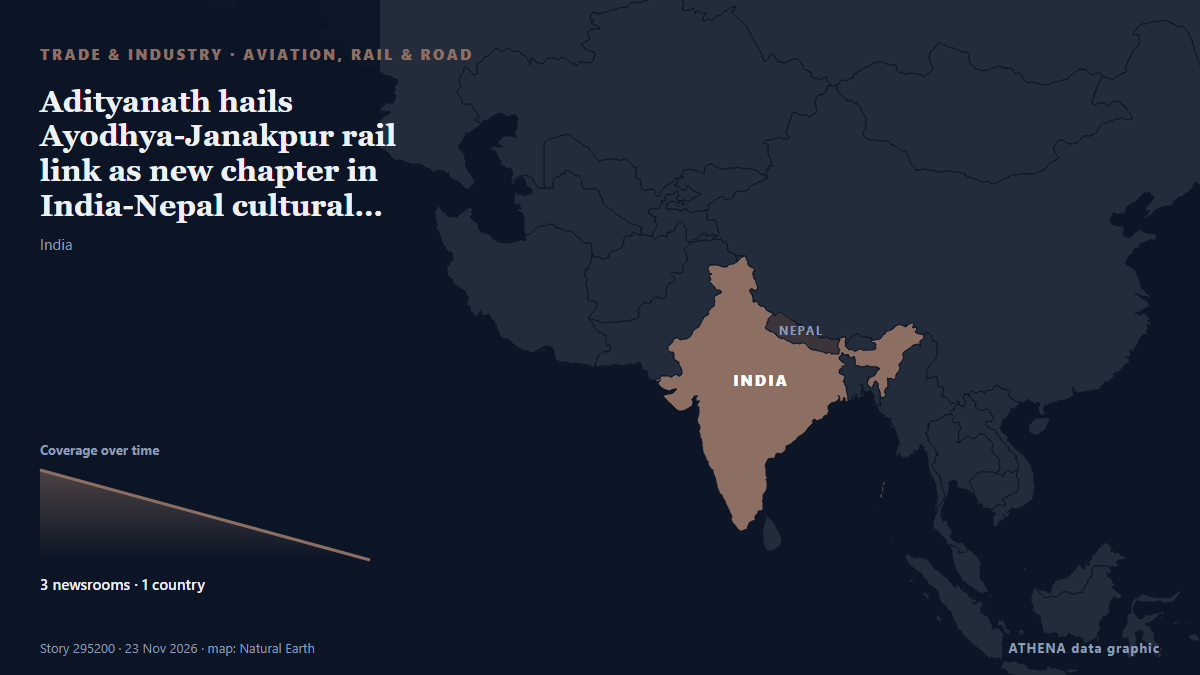 TRADE & INDUSTRY · AVIATION, RAIL & ROAD
Adityanath hails
Ayodhya-Janakpur rail
link as new chapter in
India-Nepal cultural...
India
NEPAL
INDIA
Coverage over time
3 newsrooms · 1 country
Story 295200 · 23 Nov 2026 · map: Natural Earth
ATHENA data graphic